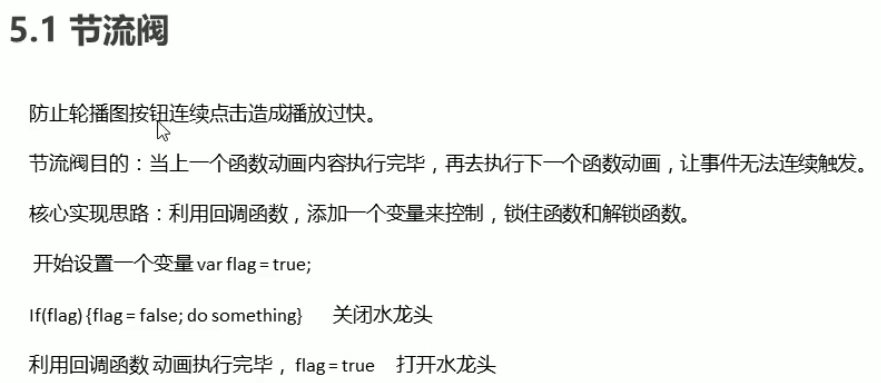 5.1 节流阀
防止轮播图按钮连续点击造成播放过快。
节流阀目的：当上一个函数动画内容执行完毕，再去执行下一个函数动画，让事件无法连续触发。
核心实现思路：利用回调函数，添加一个变量来控制，锁住函数和解锁函数。
开始设置一个变量 var flag = true;
If(flag) {flag = false; do something} 关闭水龙头
利用回调函数 动画执行完毕， flag = true 打开水龙头